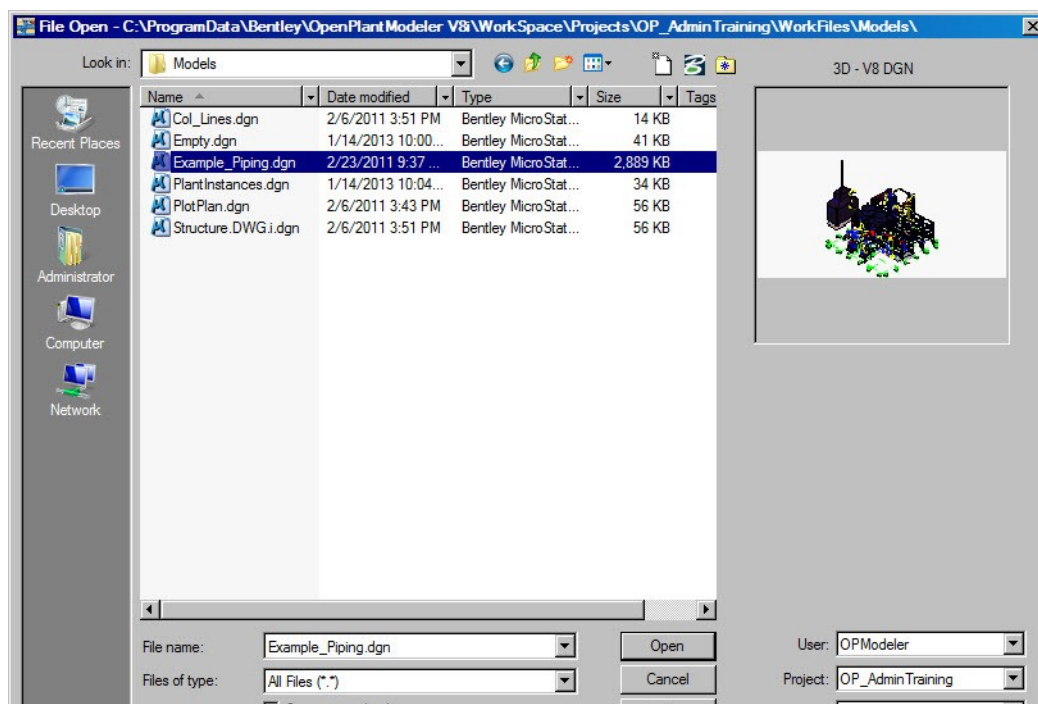 File Open - C:\ProgramData\Bentley\OpenPlantModeler V8i\WorkSpace\Projects\OP_AdminTraining\WorkFiles\Models\
Look in: Models
3D - V8 DGN
Name Date modified Type Size Tags
Col_Lines.dgn 2/6/2011 3:51 PM Bentley MicroStat... 14 KB
Empty.dgn 1/14/2013 10:00... Bentley MicroStat... 41 KB
Example_Piping.dgn 2/23/2011 9:37 ... Bentley MicroStat... 2,889 KB
PlantInstances.dgn 1/14/2013 10:04... Bentley MicroStat... 34 KB
PlotPlan.dgn 2/6/2011 3:43 PM Bentley MicroStat... 56 KB
Structure.DWG.i.dgn 2/6/2011 3:51 PM Bentley MicroStat... 56 KB
Recent Places
Desktop
Administrator
Computer
Network
File name: Example_Piping.dgn Open User: OPModeler
Files of type: All Files (*.*) Cancel Project: OP_AdminTraining